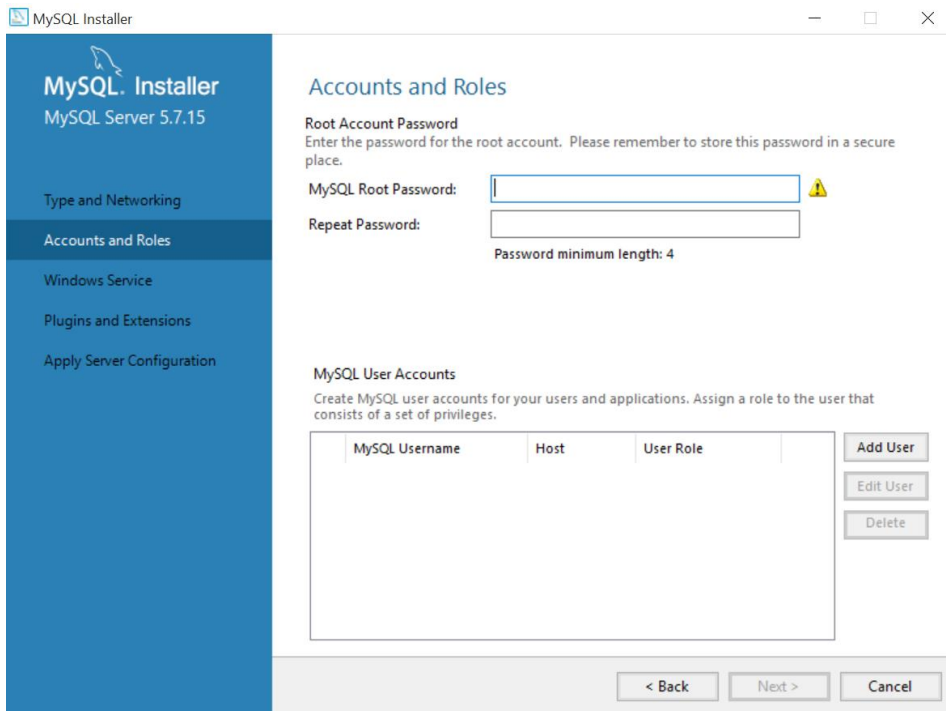 MySQL Installer
MySQL. Installer
MySQL Server 5.7.15
Type and Networking
Accounts and Roles
Windows Service
Plugins and Extensions
Apply Server Configuration
Accounts and Roles
Root Account Password
Enter the password for the root account.  Please remember to store this password in a secure
place.
MySQL Root Password:
Repeat Password:
Password minimum length: 4
MySQL User Accounts
Create MySQL user accounts for your users and applications. Assign a role to the user that
consists of a set of privileges.
MySQL Username Host User Role
Add User
Edit User
Delete
< Back Next > Cancel